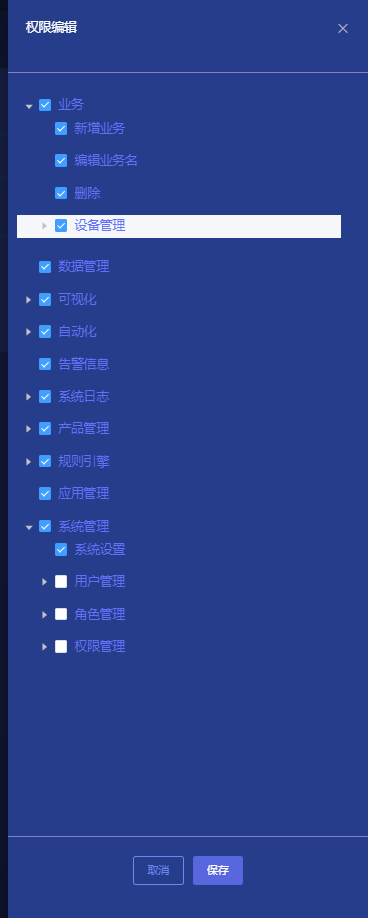 权限编辑
业务
新增业务
编辑业务名
删除
设备管理
数据管理
可视化
自动化
告警信息
系统日志
产品管理
规则引擎
应用管理
系统管理
系统设置
用户管理
角色管理
权限管理
取消 保存